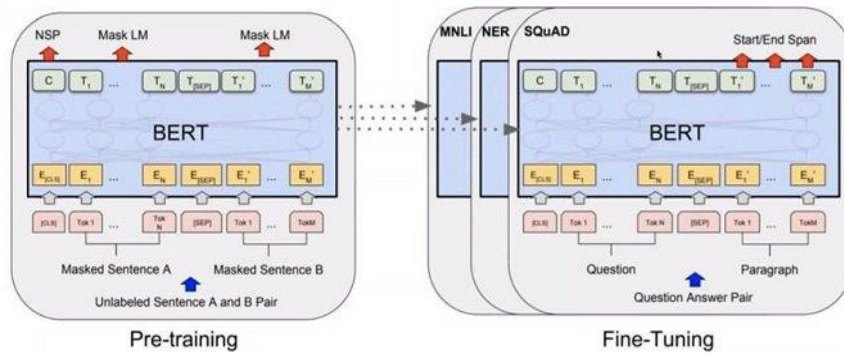 NSP Mask LM Mask LM
C T1 ... TN T[SEP] T1' ... TM'
BERT
E[CLS] E1 ... EN E[SEP] E1' ... EM'
[CLS] Tok 1 ... Tok N [SEP] Tok 1 ... TokM
Masked Sentence A Masked Sentence B
Unlabeled Sentence A and B Pair
Pre-training
MNLI NER SQuAD
Start/End Span
C T1 ... TN T[SEP] T1' ... TM'
BERT
E[CLS] E1 ... EN E[SEP] E1' ... EM'
[CLS] Tok 1 ... Tok N [SEP] Tok 1 ... TokM
Question Paragraph
Question Answer Pair
Fine-Tuning